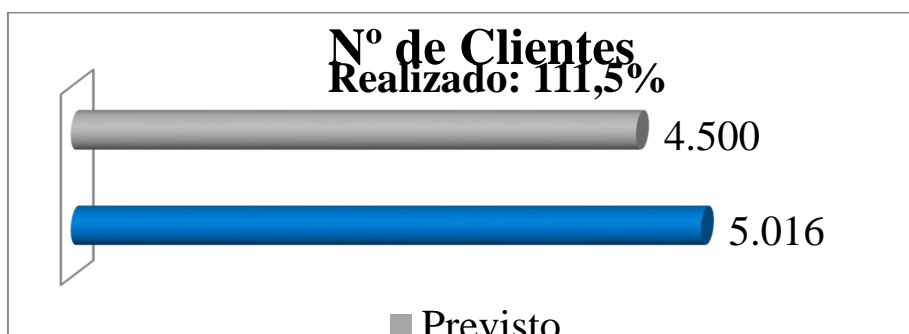 Nº de Clientes
Realizado: 111,5%
4.500
5.016
Previsto